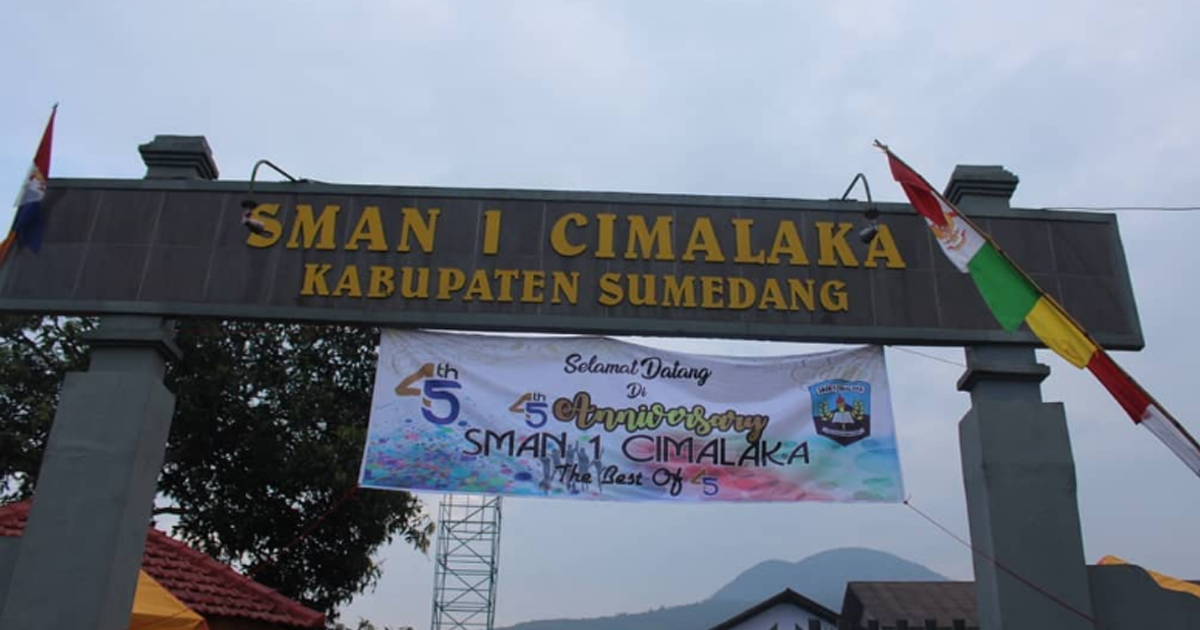 SMAN 1 CIMALAKA
KABUPATEN SUMEDANG
45th
Selamat Datang
Di
45th Anniversary
SMAN 1 CIMALAKA
The Best Of 45